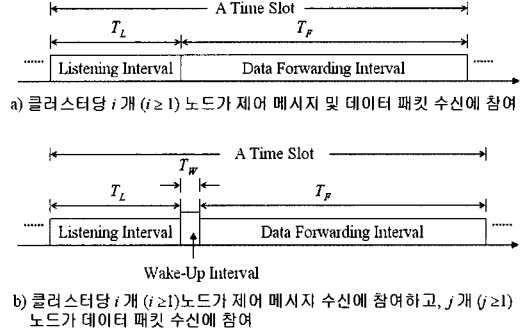 A Time Slot
T_L T_F
...... Listening Interval Data Forwarding Interval ......
a) 클러스터당 i 개 (i ≥ 1) 노드가 제어 메시지 및 데이터 패킷 수신에 참여
A Time Slot
T_W
T_L T_F
...... Listening Interval Data Forwarding Interval ......
Wake-Up Interval
b) 클러스터당 i 개 (i ≥1)노드가 제어 메시지 수신에 참여하고, j 개 (j ≥1)
노드가 데이터 패킷 수신에 참여